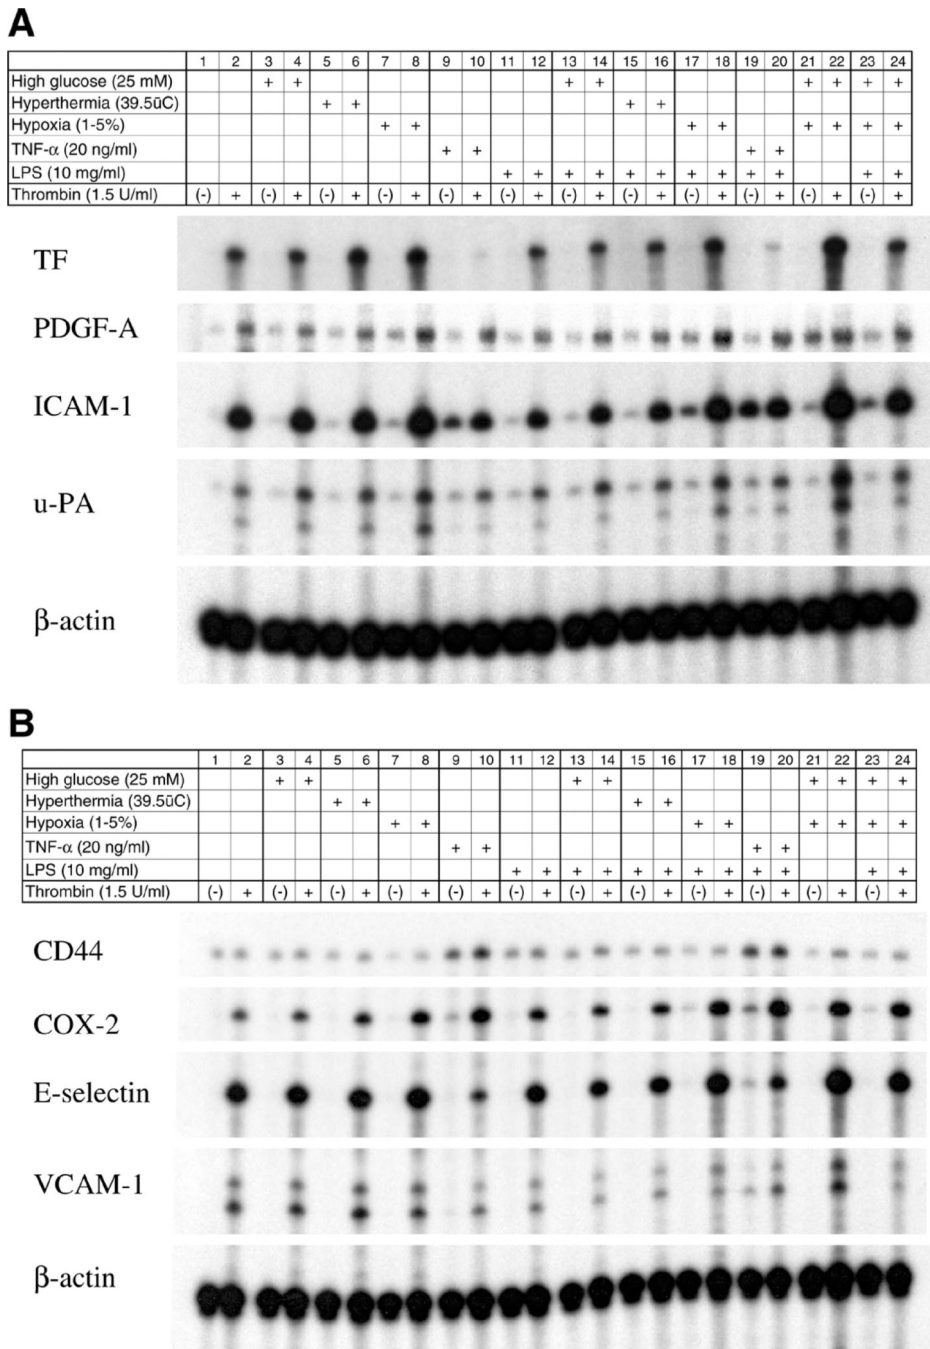 A
1 2 3 4 5 6 7 8 9 10 11 12 13 14 15 16 17 18 19 20 21 22 23 24
High glucose (25 mM) + + + + + + + +
Hyperthermia (39.5ūC) + + + +
Hypoxia (1-5%) + + + + + + + +
TNF-α (20 ng/ml) + + + +
LPS (10 mg/ml) + + + + + + + + + + + +
Thrombin (1.5 U/ml) (-) + (-) + (-) + (-) + (-) + (-) + (-) + (-) + (-) + (-) + (-) + (-) +
TF
PDGF-A
ICAM-1
u-PA
β-actin
B
1 2 3 4 5 6 7 8 9 10 11 12 13 14 15 16 17 18 19 20 21 22 23 24
High glucose (25 mM) + + + + + + + +
Hyperthermia (39.5ūC) + + + +
Hypoxia (1-5%) + + + + + + + +
TNF-α (20 ng/ml) + + + +
LPS (10 mg/ml) + + + + + + + + + + + +
Thrombin (1.5 U/ml) (-) + (-) + (-) + (-) + (-) + (-) + (-) + (-) + (-) + (-) + (-) + (-) +
CD44
COX-2
E-selectin
VCAM-1
β-actin